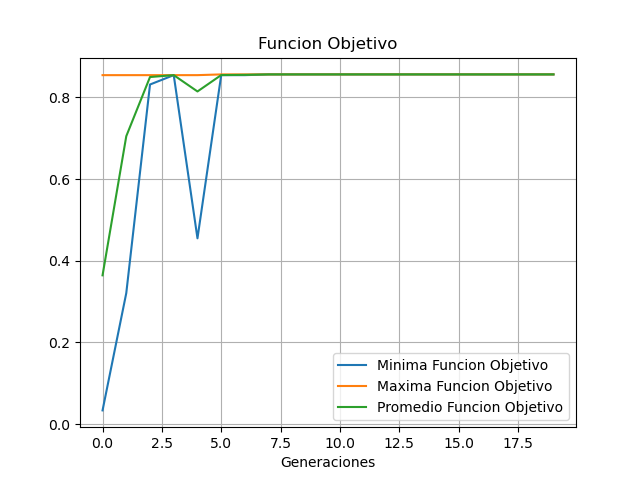 Funcion Objetivo
0.8
0.6
0.4
0.2
0.0
Minima Funcion Objetivo
Maxima Funcion Objetivo
Promedio Funcion Objetivo
0.0 2.5 5.0 7.5 10.0 12.5 15.0 17.5
Generaciones